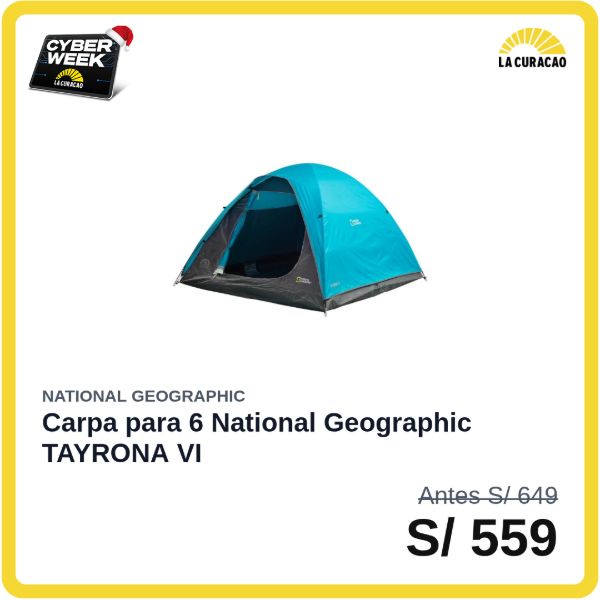 CYBER
WEEK
LA CURACAO
LA CURACAO
NATIONAL GEOGRAPHIC
Carpa para 6 National Geographic
TAYRONA VI
Antes S/ 649
S/ 559